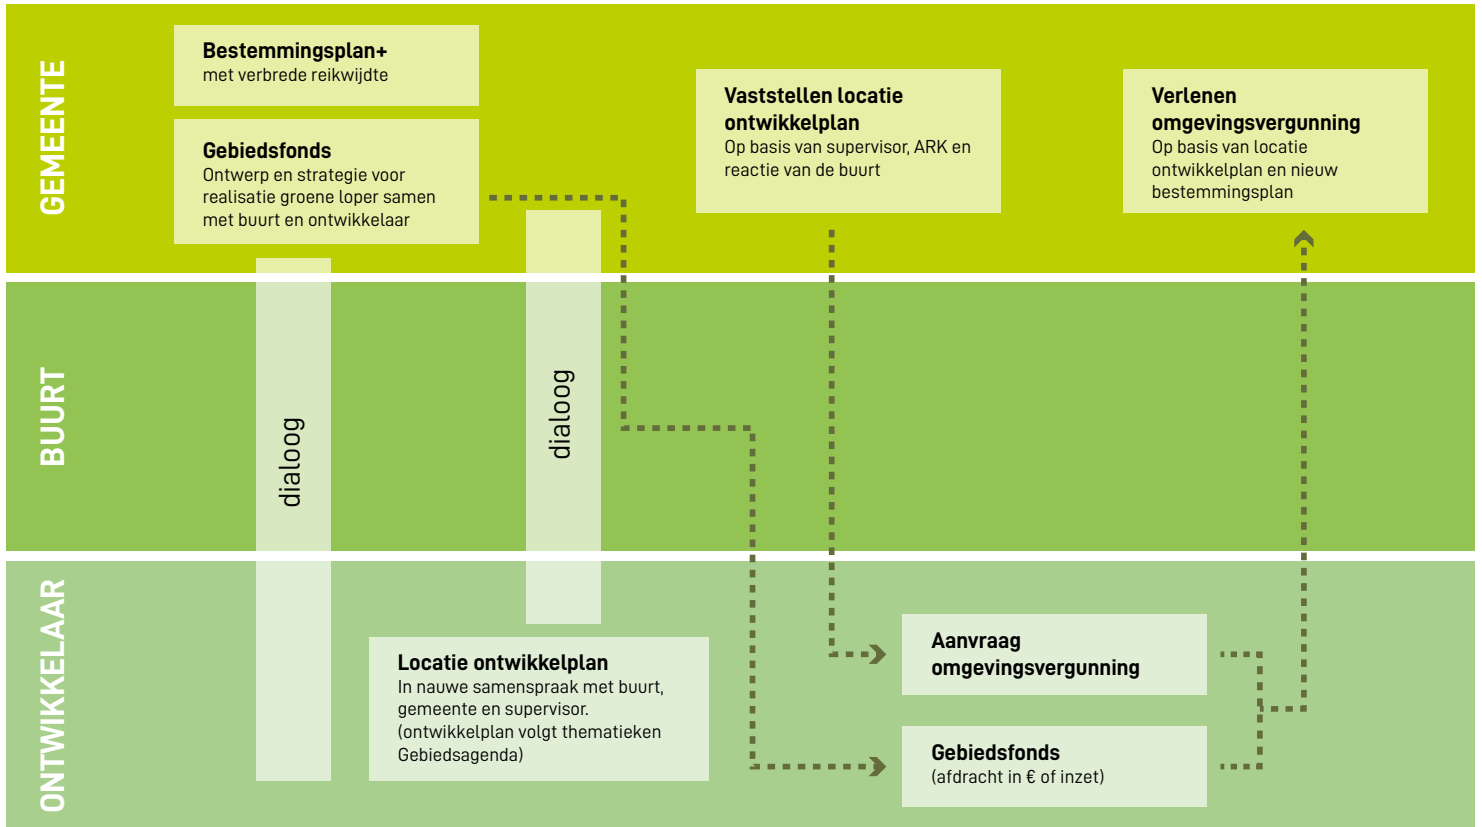 GEMEENTE
Bestemmingsplan+
met verbrede reikwijdte
Gebiedsfonds
Ontwerp en strategie voor
realisatie groene loper samen
met buurt en ontwikkelaar
Vaststellen locatie
ontwikkelplan
Op basis van supervisor, ARK en
reactie van de buurt
Verlenen
omgevingsvergunning
Op basis van locatie
ontwikkelplan en nieuw
bestemmingsplan
BUURT
dialoog
dialoog
ONTWIKKELAAR
Locatie ontwikkelplan
In nauwe samenspraak met buurt,
gemeente en supervisor.
(ontwikkelplan volgt thematieken
Gebiedsagenda)
Aanvraag
omgevingsvergunning
Gebiedsfonds
(afdracht in € of inzet)